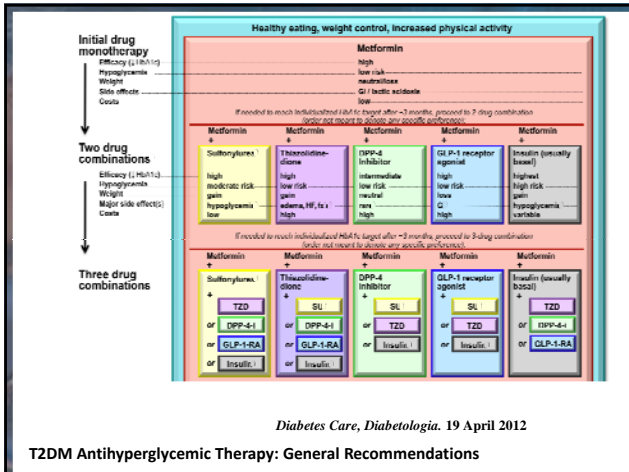 Healthy eating, weight control, increased physical activity
Initial drug monotherapy
Metformin
Efficacy (↓HbA1c) high
Hypoglycemia low risk
Weight neutral/loss
Side effects GI / lactic acidosis
Costs low
If needed to reach individualized HbA1c target after ~3 months, proceed to 2-drug combination
(order not meant to denote any specific preference):
Two drug combinations
Metformin + Metformin + Metformin + Metformin + Metformin +
Sulfonylurea Thiazolidine-dione DPP-4 Inhibitor GLP-1 receptor agonist Insulin (usually basal)
Efficacy (↓HbA1c) high high intermediate high highest
Hypoglycemia moderate risk low risk low risk low risk high risk
Weight gain gain neutral loss gain
Major side effect(s) hypoglycemia edema, HF, rare GI hypoglycemia
Costs low high high high variable
If needed to reach individualized HbA1c target after ~3 months, proceed to 3-drug combination
(order not meant to denote any specific preference):
Three drug combinations
Metformin + Metformin + Metformin + Metformin + Metformin +
Sulfonylurea Thiazolidine-dione DPP-4 Inhibitor GLP-1 receptor agonist Insulin (usually basal)
+ + + + +
TZD SU SU SU TZD
or DPP-4-i or DPP-4-i or TZD or TZD or DPP-4-i
or GLP-1-RA or GLP-1-RA or Insulin or Insulin or GLP-1-RA
or Insulin or Insulin
Diabetes Care, Diabetologia. 19 April 2012
T2DM Antihyperglycemic Therapy: General Recommendations